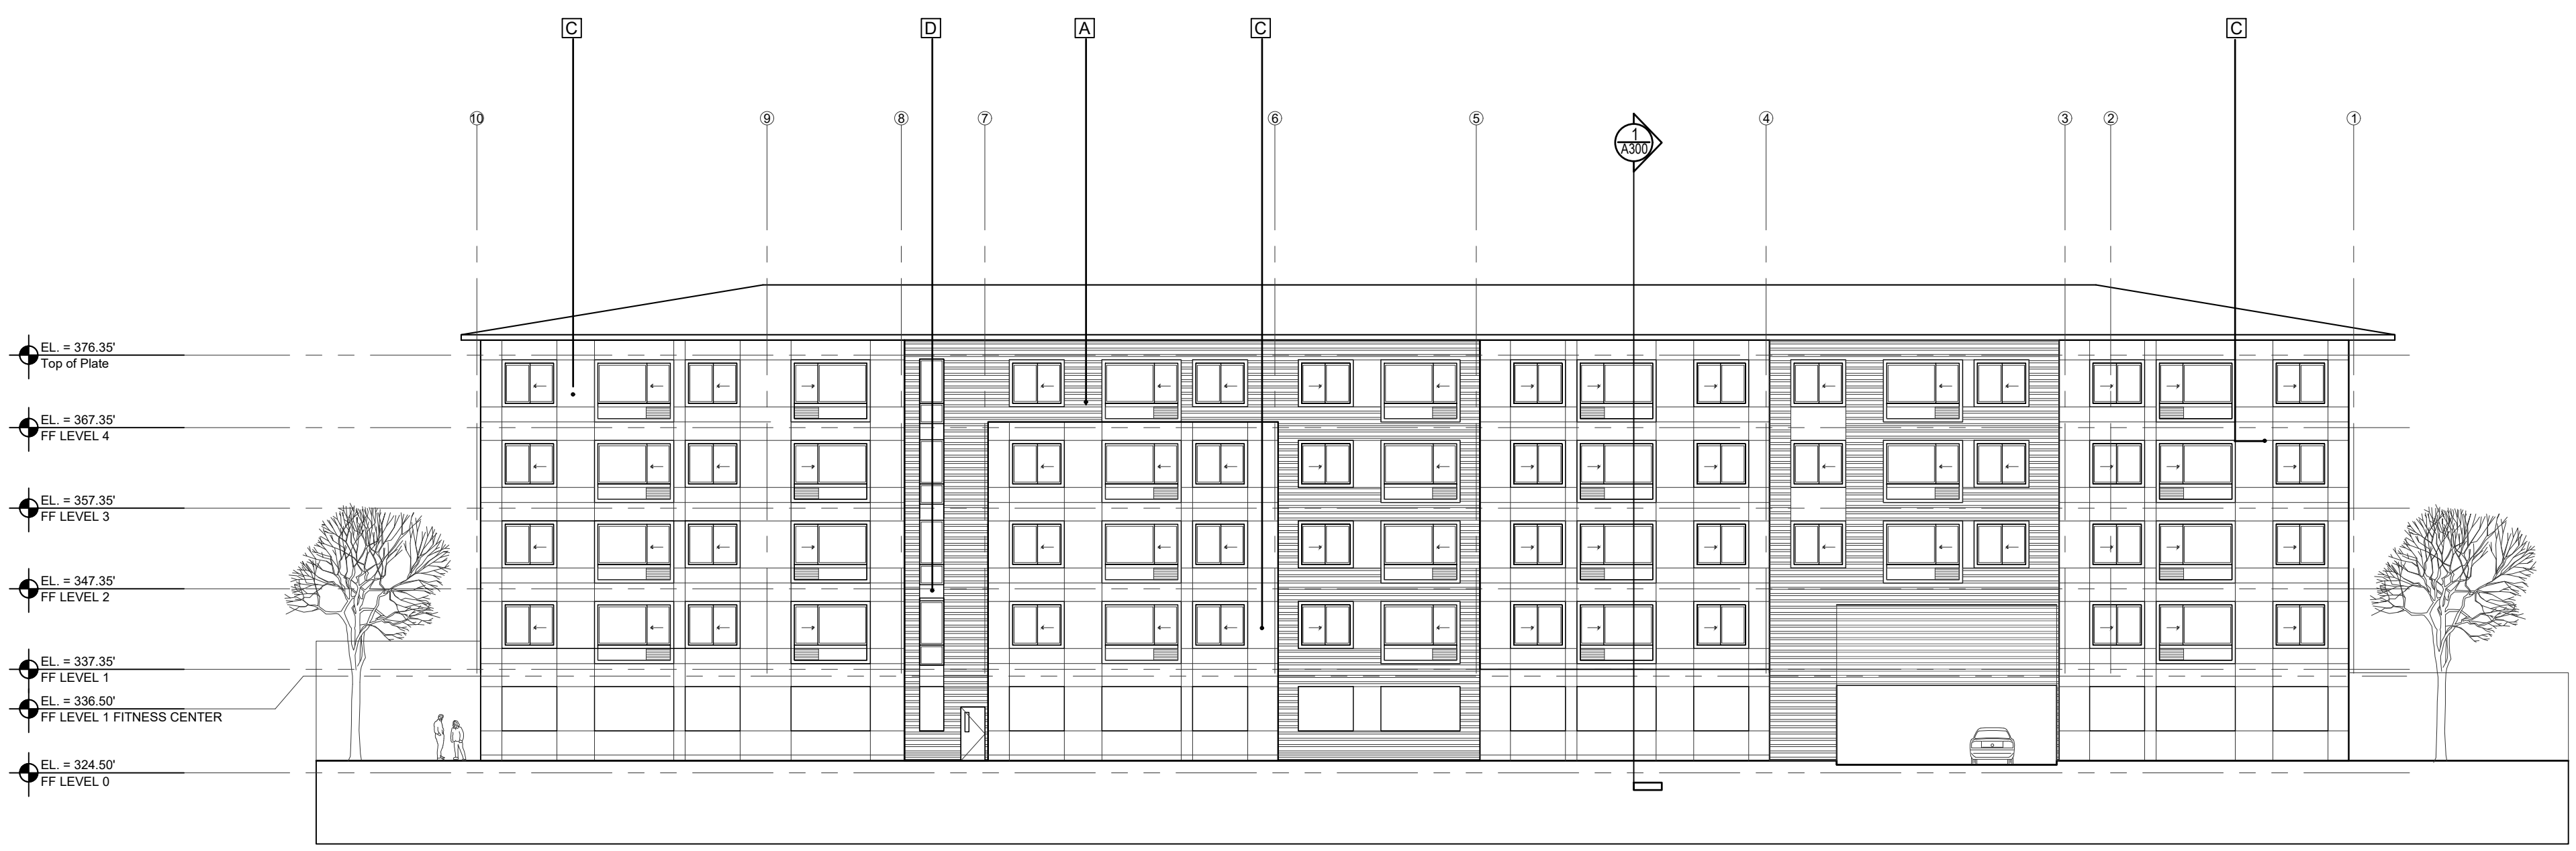 C
D
A
C
C
10
9
8
7
6
5
4
3
2
1
1
A300
EL. = 376.35'
Top of Plate
EL. = 367.35'
FF LEVEL 4
EL. = 357.35'
FF LEVEL 3
EL. = 347.35'
FF LEVEL 2
EL. = 337.35'
FF LEVEL 1
EL. = 336.50'
FF LEVEL 1 FITNESS CENTER
EL. = 324.50'
FF LEVEL 0